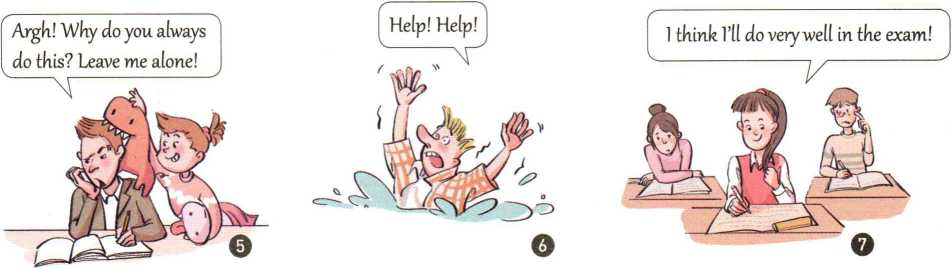 Argh! Why do you always
do this? Leave me alone!
Help! Help!
I think I'll do very well in the exam!
5
6
7